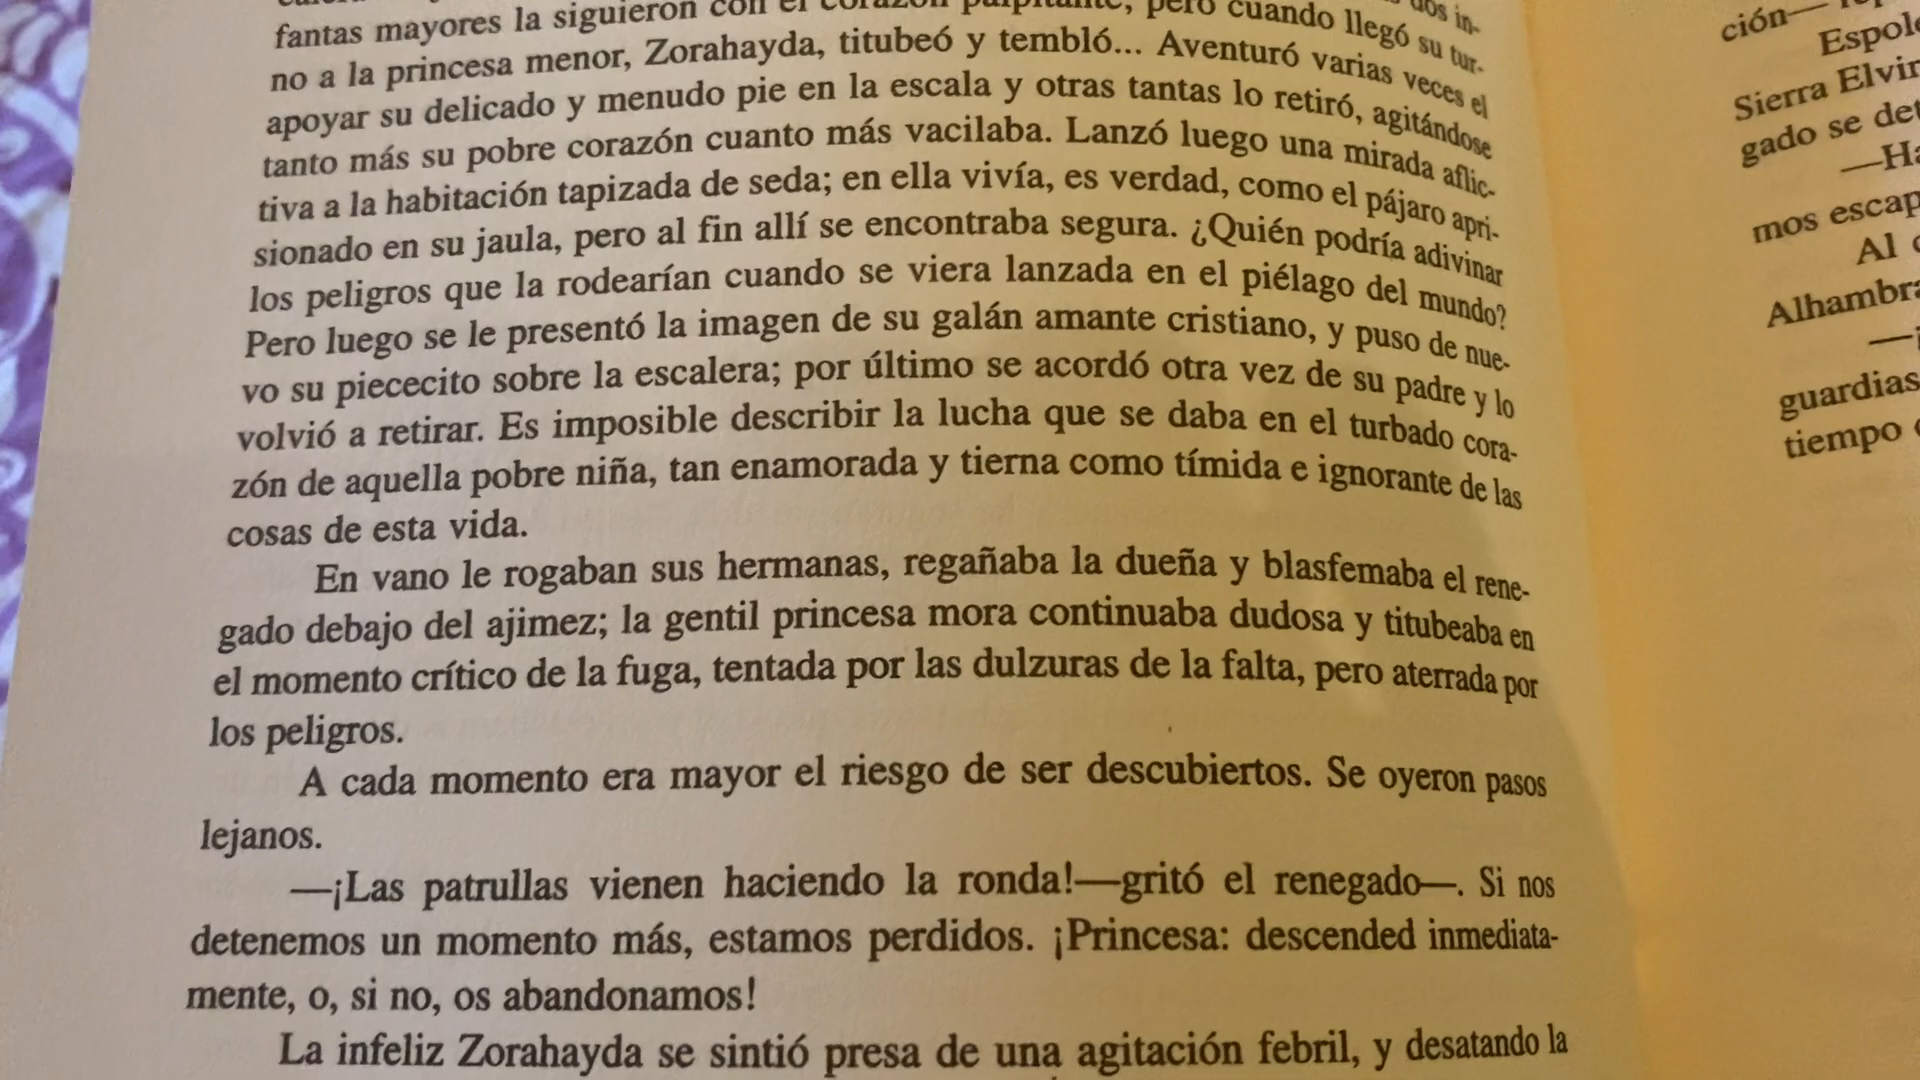 fantas mayores la siguieron con el corazón palpitante, pero cuando llegó su tur-
no a la princesa menor, Zorahayda, titubeó y tembló... Aventuró varias veces el
apoyar su delicado y menudo pie en la escala y otras tantas lo retiró, agitándose
tanto más su pobre corazón cuanto más vacilaba. Lanzó luego una mirada aflic-
tiva a la habitación tapizada de seda; en ella vivía, es verdad, como el pájaro apri-
sionado en su jaula, pero al fin allí se encontraba segura. ¿Quién podría adivinar
los peligros que la rodearían cuando se viera lanzada en el piélago del mundo?
Pero luego se le presentó la imagen de su galán amante cristiano, y puso de nue-
vo su piececito sobre la escalera; por último se acordó otra vez de su padre y lo
volvió a retirar. Es imposible describir la lucha que se daba en el turbado cora-
zón de aquella pobre niña, tan enamorada y tierna como tímida e ignorante de las
cosas de esta vida.
En vano le rogaban sus hermanas, regañaba la dueña y blasfemaba el rene-
gado debajo del ajimez; la gentil princesa mora continuaba dudosa y titubeaba en
el momento crítico de la fuga, tentada por las dulzuras de la falta, pero aterrada por
los peligros.
A cada momento era mayor el riesgo de ser descubiertos. Se oyeron pasos
lejanos.
—¡Las patrullas vienen haciendo la ronda!—gritó el renegado—. Si nos
detenemos un momento más, estamos perdidos. ¡Princesa: descended inmediata-
mente, o, si no, os abandonamos!
La infeliz Zorahayda se sintió presa de una agitación febril, y desatando la
ción—
Sierra
gado se
mos
Al
guardias
tiempo